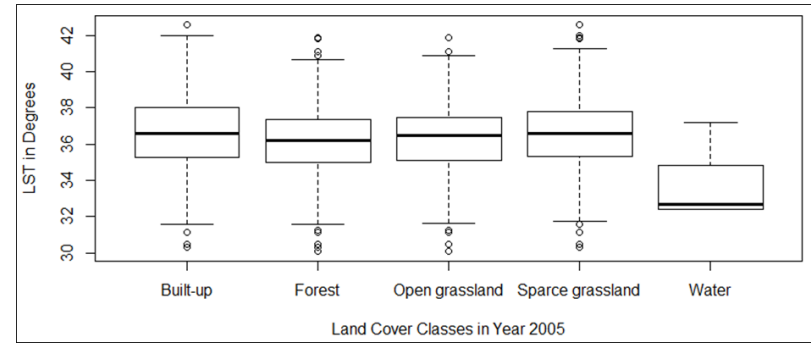 42
40
38
36
34
32
30
LST in Degrees
Built-up Forest Open grassland Sparce grassland Water
Land Cover Classes in Year 2005